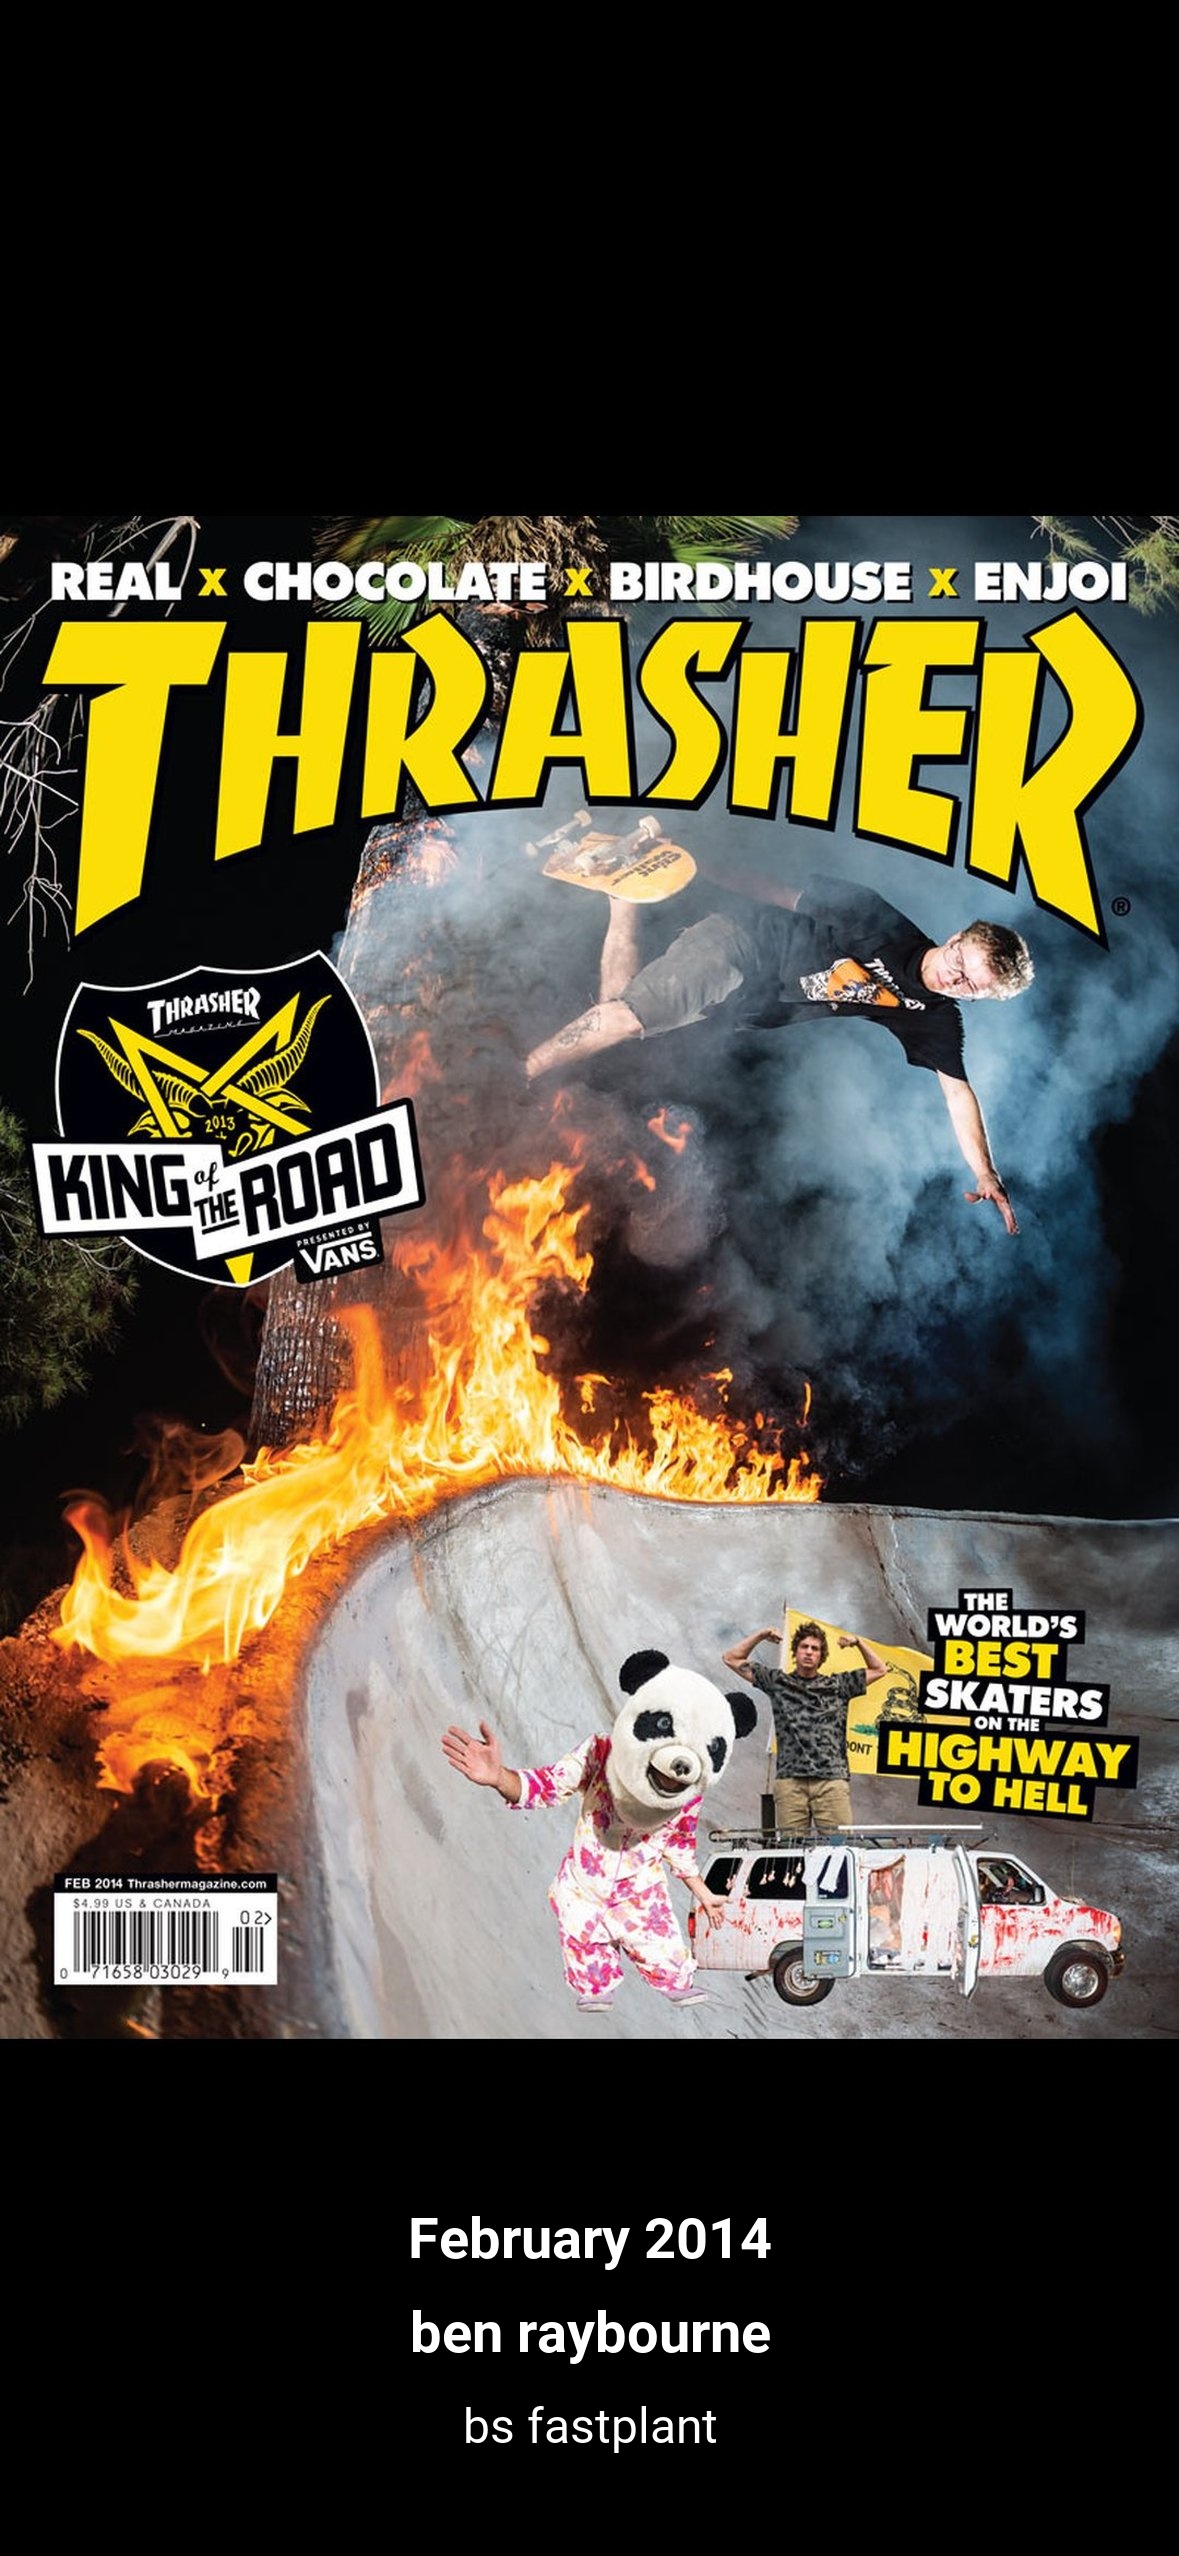 REAL x CHOCOLATE x BIRDHOUSE x ENJOI
THRASHER
®
THRASHER
MAGAZINE
2013
KING of THE ROAD
PRESENTED BY
VANS
THE
WORLD'S
BEST
SKATERS
ON THE
HIGHWAY
TO HELL
DONT
FEB 2014 Thrashermagazine.com
$4.99 US & CANADA
02>
0 71658 03029 9
February 2014
ben raybourne
bs fastplant